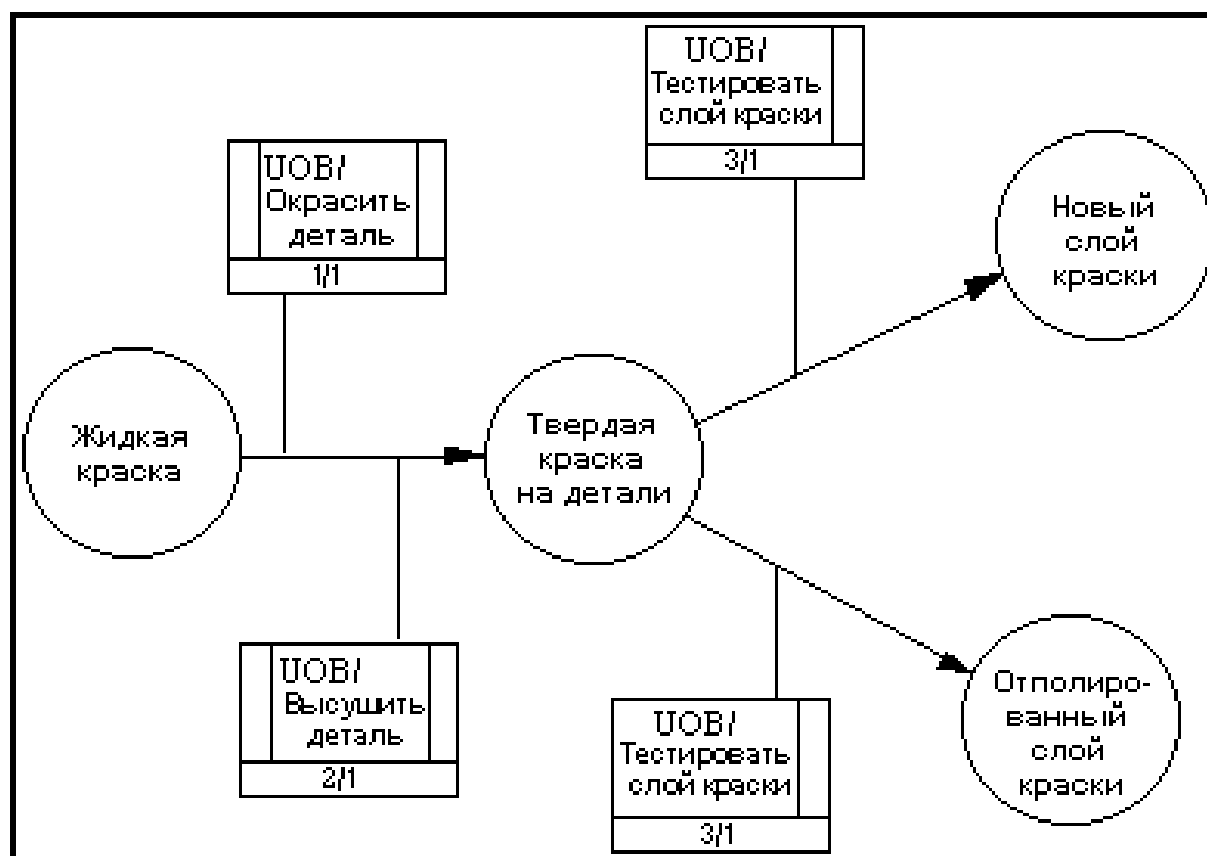 UOB/
Тестировать
слой краски
3/1
UOB/
Окрасить
деталь
1/1
Новый
слой
краски
Жидкая
краска
Твердая
краска
на детали
UOB/
Высушить
деталь
2/1
UOB/
Тестировать
слой краски
3/1
Отполиро-
ванный
слой
краски